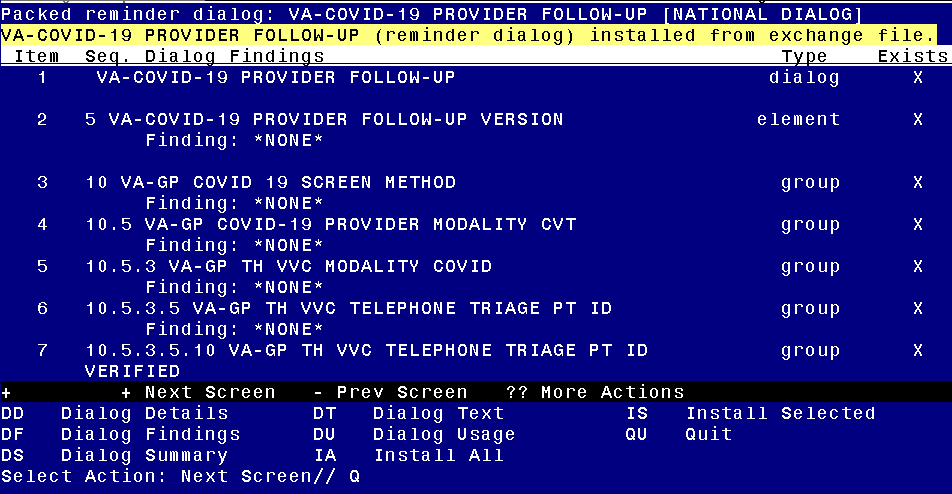 Packed reminder dialog: VA-COVID-19 PROVIDER FOLLOW-UP [NATIONAL DIALOG]
VA-COVID-19 PROVIDER FOLLOW-UP (reminder dialog) installed from exchange file.
Item Seq. Dialog Findings Type Exists
1 VA-COVID-19 PROVIDER FOLLOW-UP dialog X
2 5 VA-COVID-19 PROVIDER FOLLOW-UP VERSION element X
Finding: *NONE*
3 10 VA-GP COVID 19 SCREEN METHOD group X
Finding: *NONE*
4 10.5 VA-GP COVID-19 PROVIDER MODALITY CVT group X
Finding: *NONE*
5 10.5.3 VA-GP TH VVC MODALITY COVID group X
Finding: *NONE*
6 10.5.3.5 VA-GP TH VVC TELEPHONE TRIAGE PT ID group X
Finding: *NONE*
7 10.5.3.5.10 VA-GP TH VVC TELEPHONE TRIAGE PT ID group X
VERIFIED
+ + Next Screen - Prev Screen ?? More Actions
DD Dialog Details DT Dialog Text IS Install Selected
DF Dialog Findings DU Dialog Usage QU Quit
DS Dialog Summary IA Install All
Select Action: Next Screen// Q